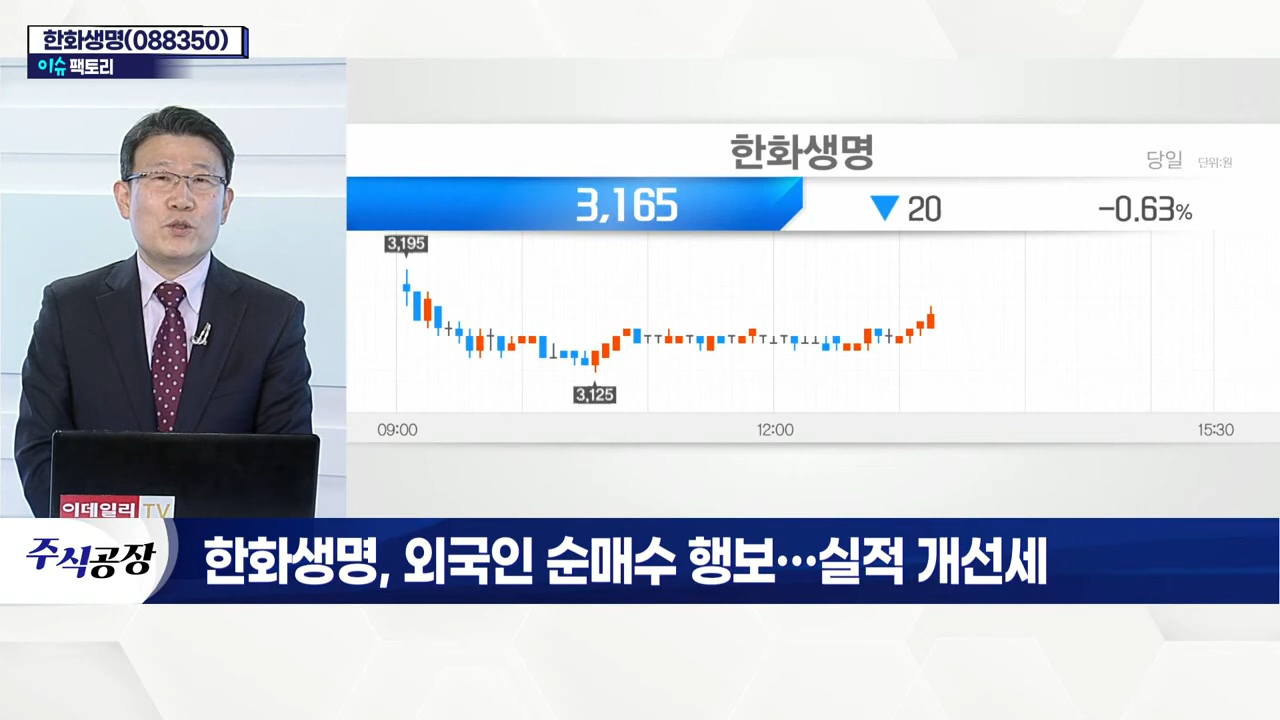 한화생명(088350)
이슈 팩토리
한화생명
당일 단위:원
3,165 ▼ 20 -0.63%
3,195
3,125
09:00 12:00 15:30
이데일리 TV
주식공장
한화생명, 외국인 순매수 행보…실적 개선세